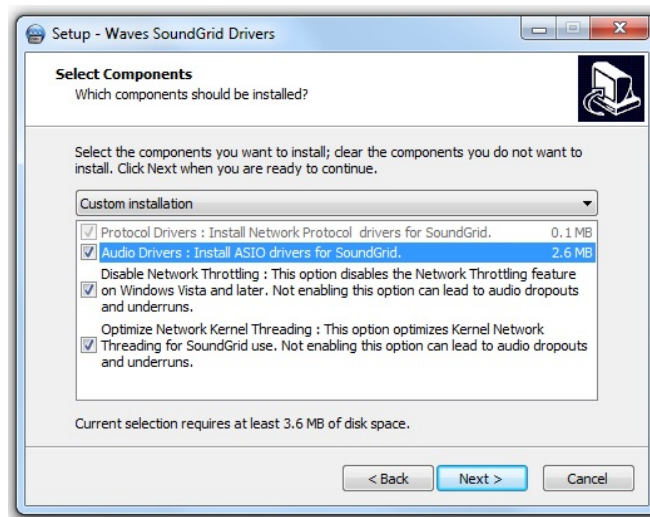 Setup - Waves SoundGrid Drivers
Select Components
Which components should be installed?
Select the components you want to install; clear the components you do not want to
install. Click Next when you are ready to continue.
Custom installation
Protocol Drivers : Install Network Protocol drivers for SoundGrid. 0.1 MB
Audio Drivers : Install ASIO drivers for SoundGrid. 2.6 MB
Disable Network Throttling : This option disables the Network Throttling feature
on Windows Vista and later. Not enabling this option can lead to audio dropouts
and underruns.
Optimize Network Kernel Threading : This option optimizes Kernel Network
Threading for SoundGrid use. Not enabling this option can lead to audio dropouts
and underruns.
Current selection requires at least 3.6 MB of disk space.
< Back Next > Cancel